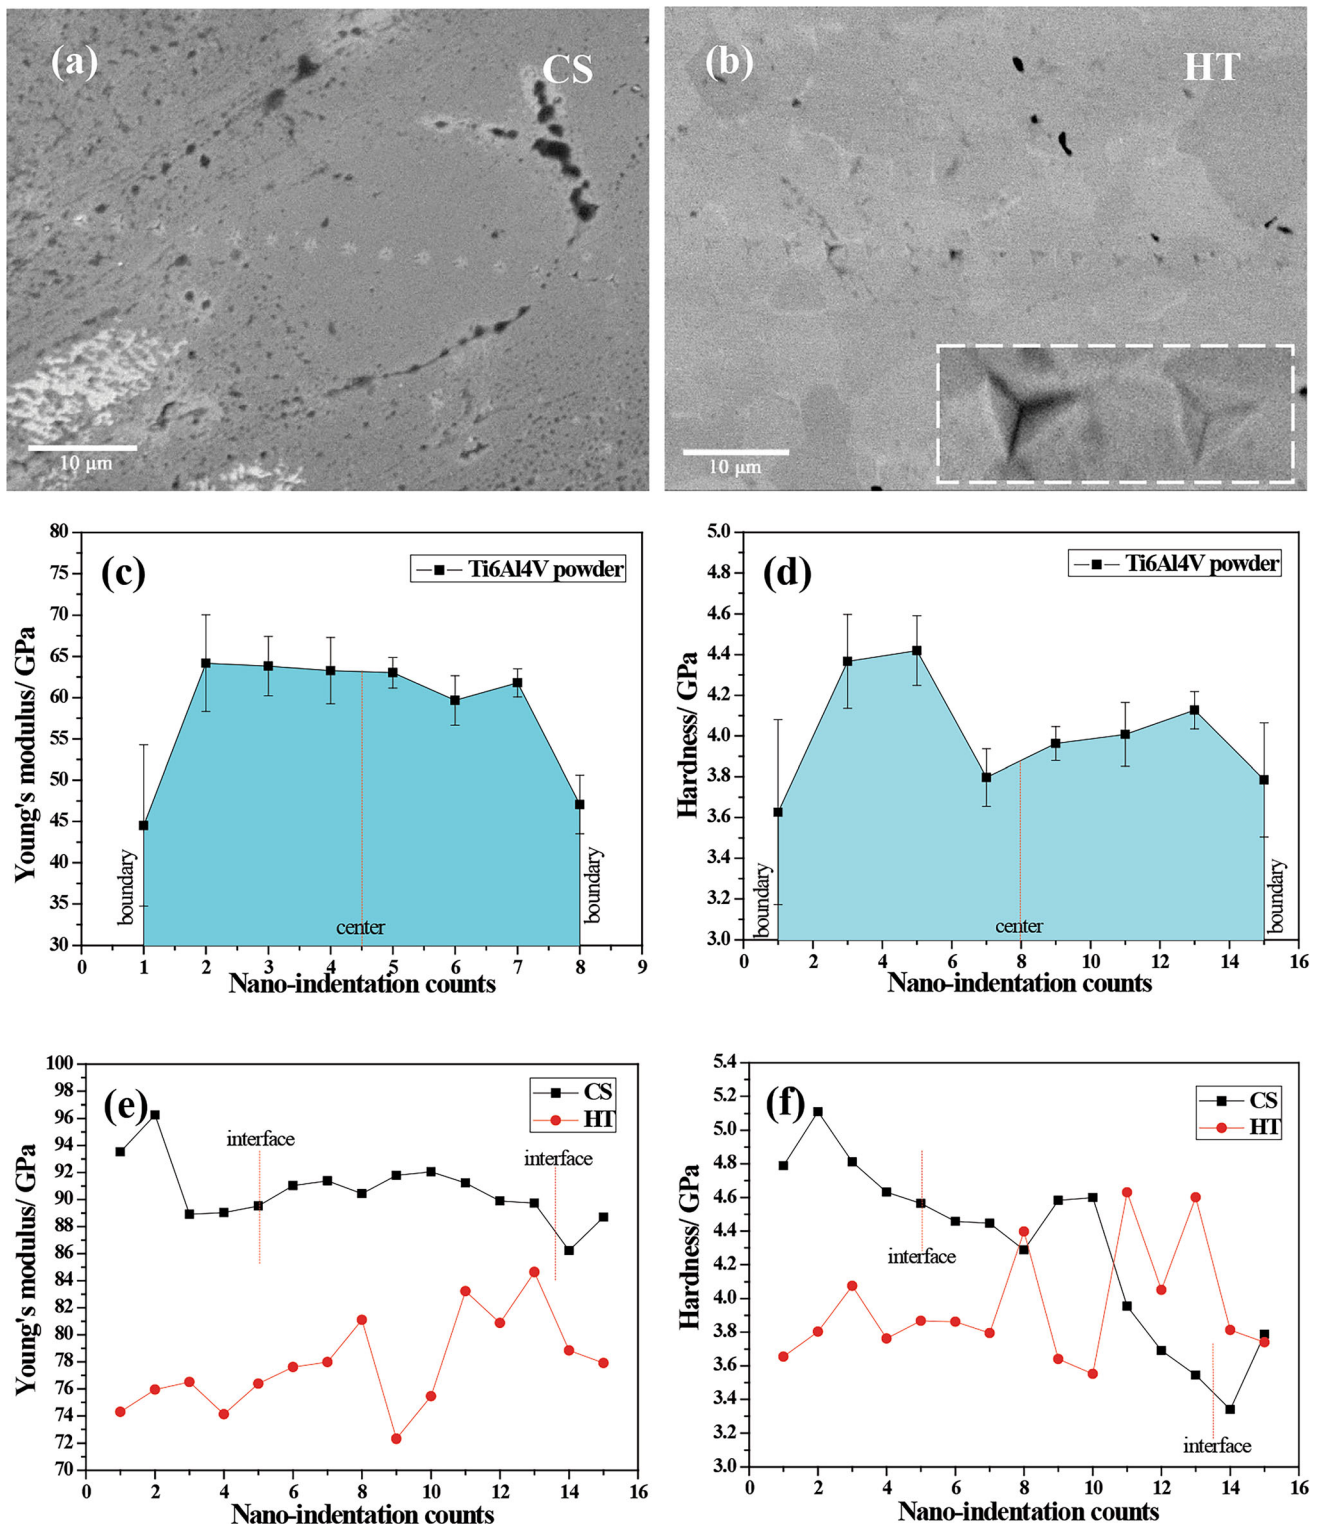 (a)
CS
10 μm
(b)
HT
10 μm
80
75
70
65
60
55
50
45
40
35
30
Young's modulus/ GPa
(c)
Ti6Al4V powder
boundary
center
boundary
0 1 2 3 4 5 6 7 8 9
Nano-indentation counts
5.0
4.8
4.6
4.4
4.2
4.0
3.8
3.6
3.4
3.2
3.0
Hardness/ GPa
(d)
Ti6Al4V powder
boundary
center
boundary
0 2 4 6 8 10 12 14 16
Nano-indentation counts
100
98
96
94
92
90
88
86
84
82
80
78
76
74
72
70
Young's modulus/ GPa
(e)
CS
HT
interface
interface
0 2 4 6 8 10 12 14 16
Nano-indentation counts
5.4
5.2
5.0
4.8
4.6
4.4
4.2
4.0
3.8
3.6
3.4
3.2
3.0
Hardness/ GPa
(f)
CS
HT
interface
interface
0 2 4 6 8 10 12 14 16
Nano-indentation counts